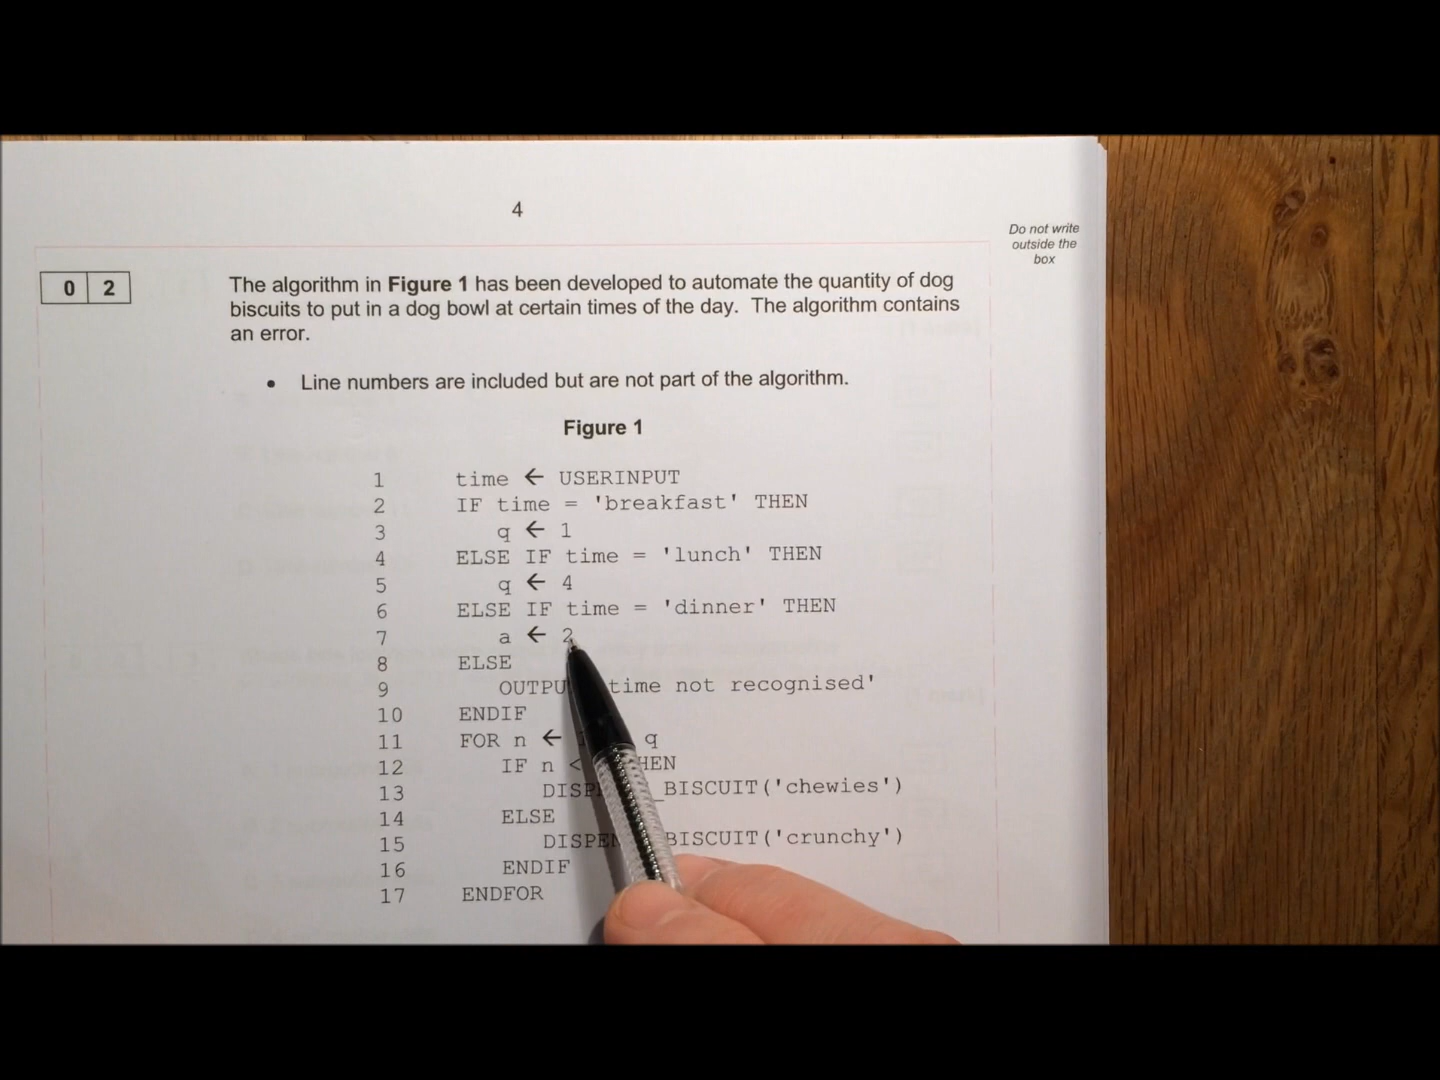 4
Do not write
outside the
box
0 2
The algorithm in Figure 1 has been developed to automate the quantity of dog
biscuits to put in a dog bowl at certain times of the day. The algorithm contains
an error.
• Line numbers are included but are not part of the algorithm.
Figure 1
1 time ← USERINPUT
2 IF time = 'breakfast' THEN
3 q ← 1
4 ELSE IF time = 'lunch' THEN
5 q ← 4
6 ELSE IF time = 'dinner' THEN
7 a ← 2
8 ELSE
9 time not recognised'
10 ENDIF
11 FOR n ← q
12 IF n <
13 BISCUIT('chewies')
14 ELSE
15 BISCUIT('crunchy')
16 ENDIF
17 ENDFOR